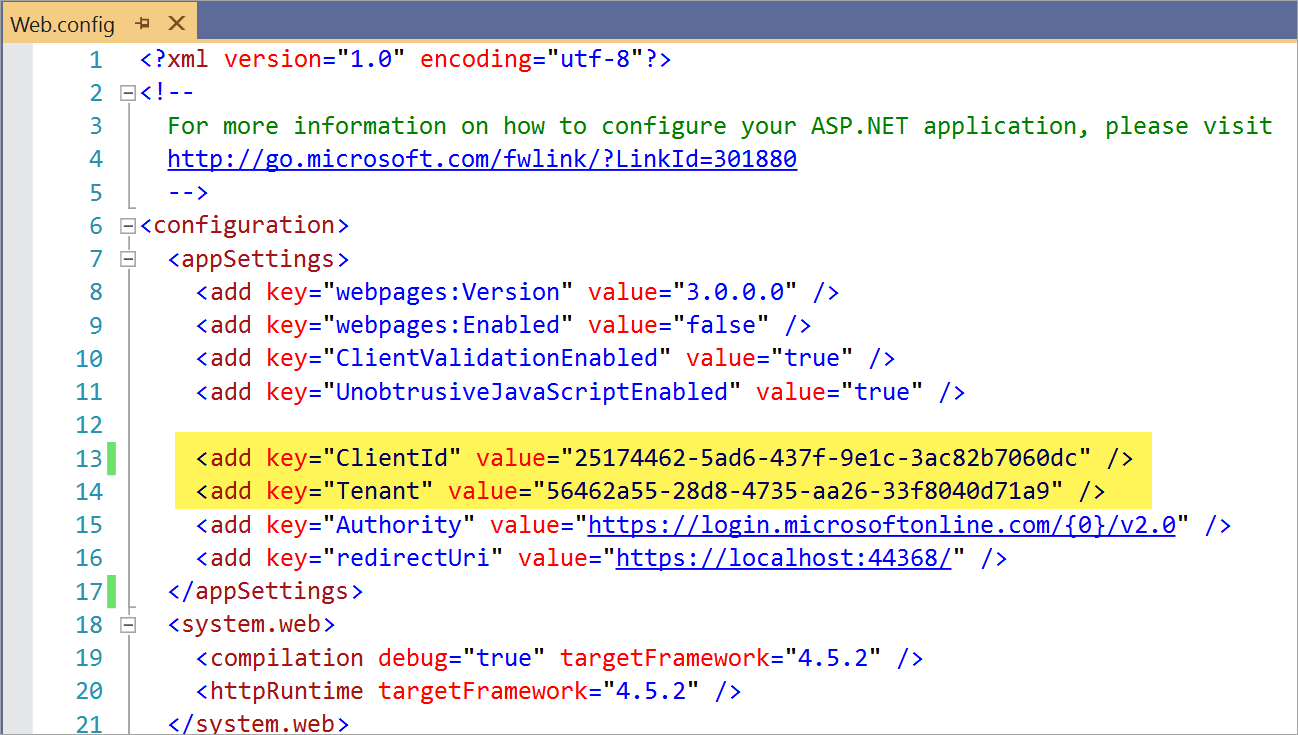 Web.config
1 <?xml version="1.0" encoding="utf-8"?>
2 <!--
3 For more information on how to configure your ASP.NET application, please visit
4 http://go.microsoft.com/fwlink/?LinkId=301880
5 -->
6 <configuration>
7 <appSettings>
8 <add key="webpages:Version" value="3.0.0.0" />
9 <add key="webpages:Enabled" value="false" />
10 <add key="ClientValidationEnabled" value="true" />
11 <add key="UnobtrusiveJavaScriptEnabled" value="true" />
12
13 <add key="ClientId" value="25174462-5ad6-437f-9e1c-3ac82b7060dc" />
14 <add key="Tenant" value="56462a55-28d8-4735-aa26-33f8040d71a9" />
15 <add key="Authority" value="https://login.microsoftonline.com/{0}/v2.0" />
16 <add key="redirectUri" value="https://localhost:44368/" />
17 </appSettings>
18 <system.web>
19 <compilation debug="true" targetFramework="4.5.2" />
20 <httpRuntime targetFramework="4.5.2" />
21 </system.web>